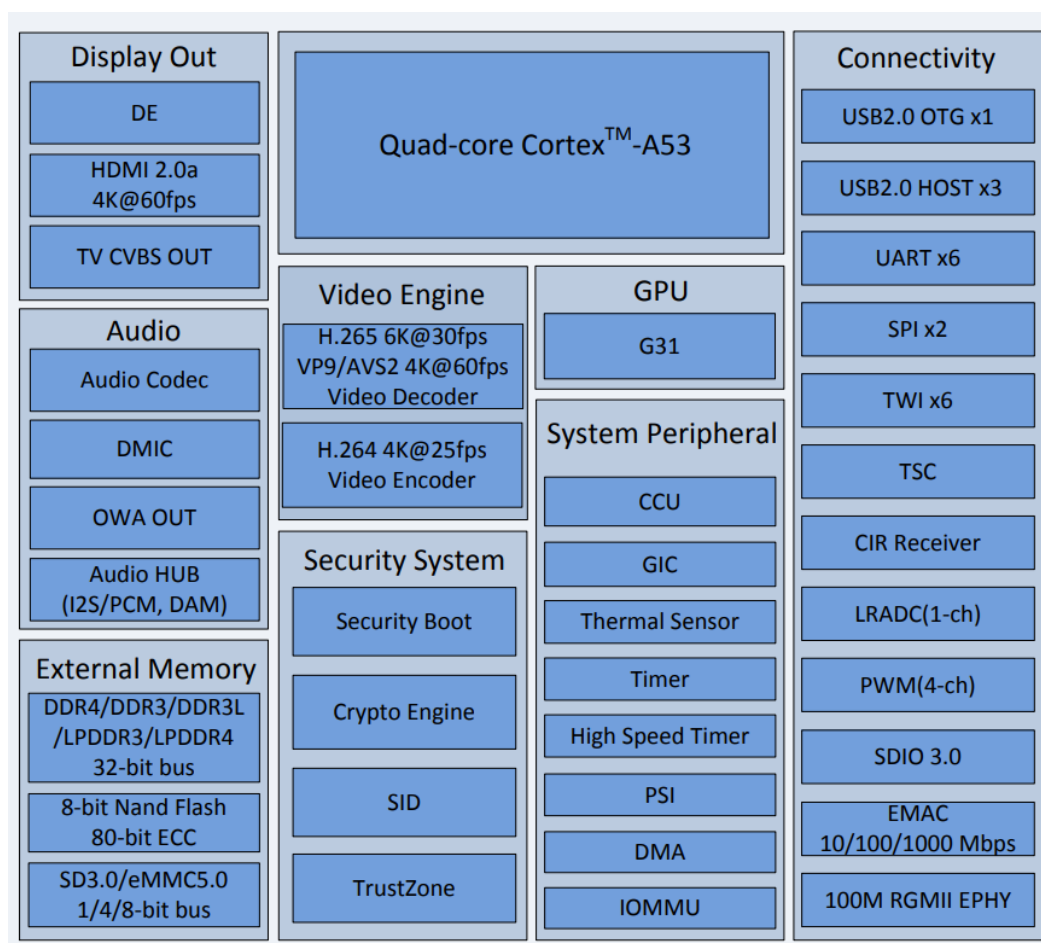 Display Out
DE
HDMI 2.0a
4K@60fps
TV CVBS OUT
Audio
Audio Codec
DMIC
OWA OUT
Audio HUB
(I2S/PCM, DAM)
External Memory
DDR4/DDR3/DDR3L
/LPDDR3/LPDDR4
32-bit bus
8-bit Nand Flash
80-bit ECC
SD3.0/eMMC5.0
1/4/8-bit bus
Quad-core Cortex™-A53
Video Engine
H.265 6K@30fps
VP9/AVS2 4K@60fps
Video Decoder
H.264 4K@25fps
Video Encoder
Security System
Security Boot
Crypto Engine
SID
TrustZone
GPU
G31
System Peripheral
CCU
GIC
Thermal Sensor
Timer
High Speed Timer
PSI
DMA
IOMMU
Connectivity
USB2.0 OTG x1
USB2.0 HOST x3
UART x6
SPI x2
TWI x6
TSC
CIR Receiver
LRADC(1-ch)
PWM(4-ch)
SDIO 3.0
EMAC
10/100/1000 Mbps
100M RGMII EPHY